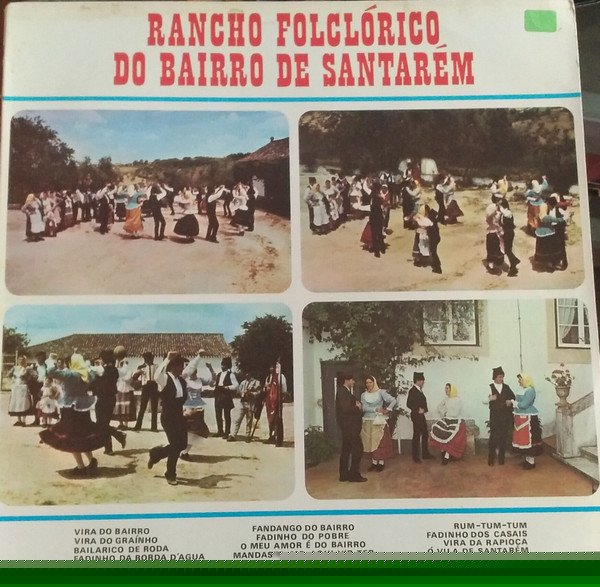 RANCHO FOLCLÓRICO
DO BAIRRO DE SANTARÉM
VIRA DO BAIRRO
VIRA DO GRAÍNHO
BAILARICO DE RODA
FADINHO DA BORDA D'AGUA
FANDANGO DO BAIRRO
FADINHO DO POBRE
O MEU AMOR É DO BAIRRO
MANDAS
RUM-TUM-TUM
FADINHO DOS CASAIS
VIRA DA RAPIOÇA
Ó VILA DE SANTARÉM